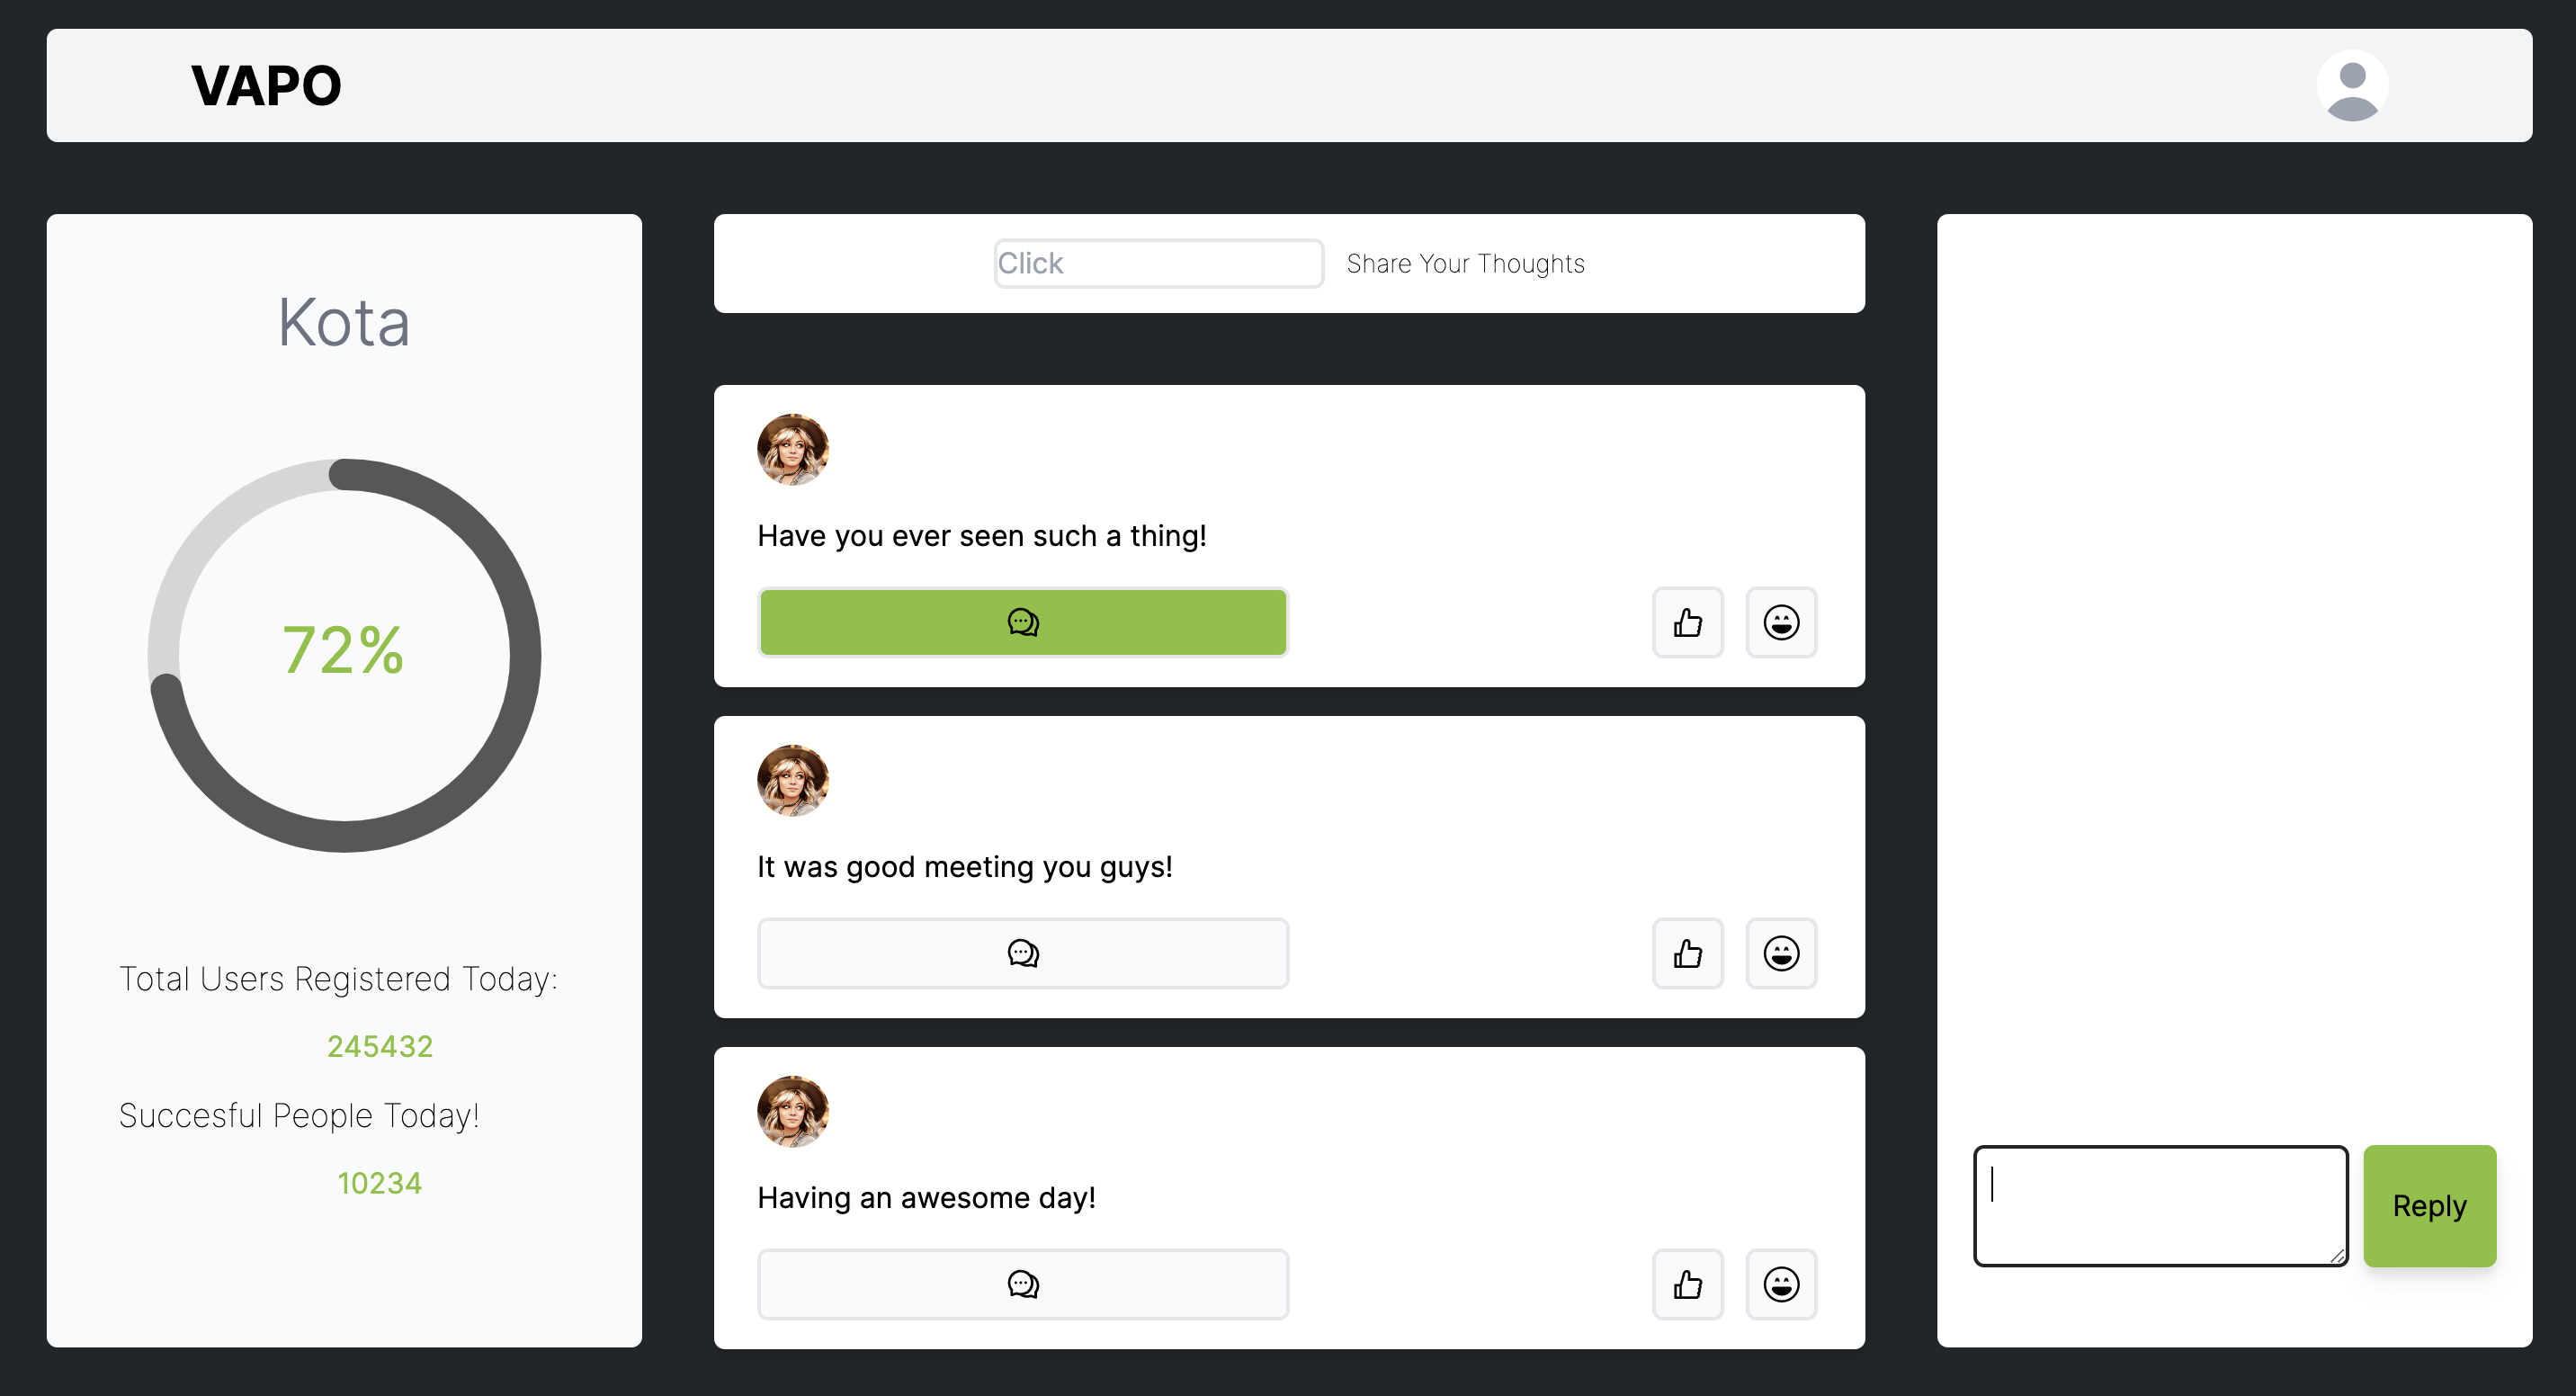 VAPO
Kota
72%
Total Users Registered Today:
245432
Succesful People Today!
10234
Click
Share Your Thoughts
Have you ever seen such a thing!
It was good meeting you guys!
Having an awesome day!
Reply